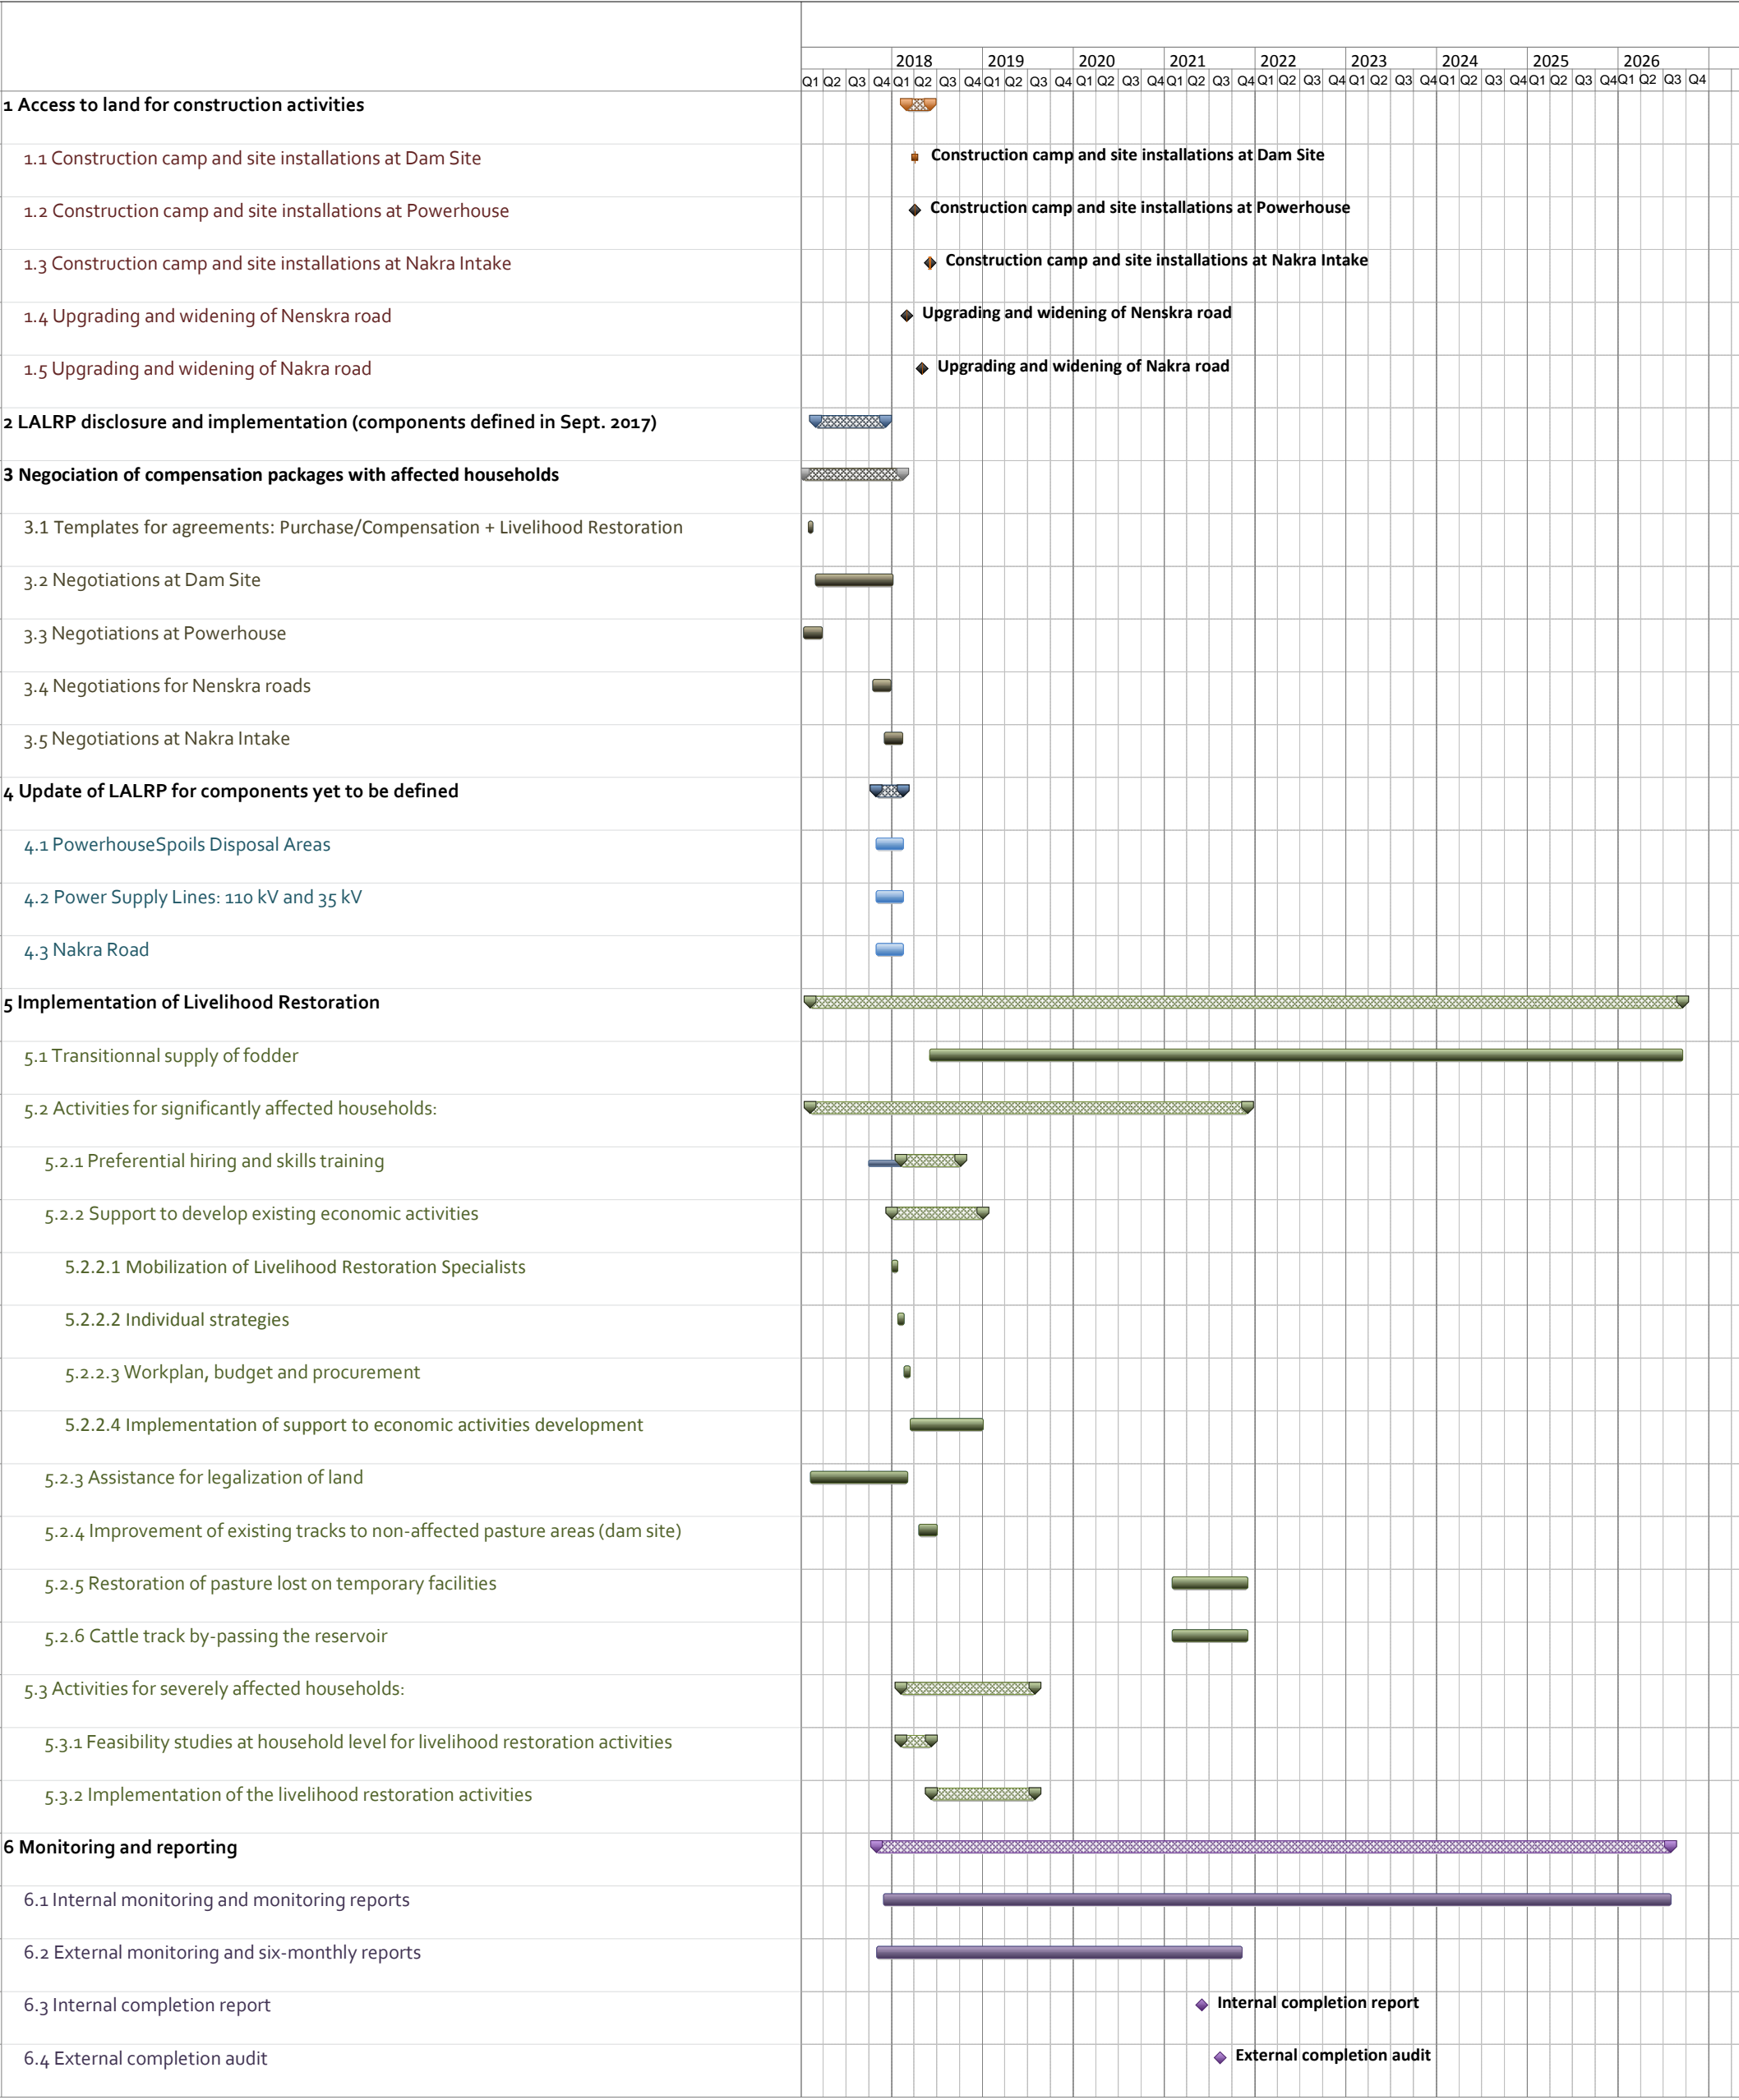 2018 2019 2020 2021 2022 2023 2024 2025 2026
Q1 Q2 Q3 Q4 Q1 Q2 Q3 Q4 Q1 Q2 Q3 Q4 Q1 Q2 Q3 Q4 Q1 Q2 Q3 Q4 Q1 Q2 Q3 Q4 Q1 Q2 Q3 Q4 Q1 Q2 Q3 Q4 Q1 Q2 Q3 Q4 Q1 Q2 Q3 Q4
1 Access to land for construction activities
1.1 Construction camp and site installations at Dam Site Construction camp and site installations at Dam Site
1.2 Construction camp and site installations at Powerhouse Construction camp and site installations at Powerhouse
1.3 Construction camp and site installations at Nakra Intake Construction camp and site installations at Nakra Intake
1.4 Upgrading and widening of Nenskra road Upgrading and widening of Nenskra road
1.5 Upgrading and widening of Nakra road Upgrading and widening of Nakra road
2 LALRP disclosure and implementation (components defined in Sept. 2017)
3 Negociation of compensation packages with affected households
3.1 Templates for agreements: Purchase/Compensation + Livelihood Restoration
3.2 Negotiations at Dam Site
3.3 Negotiations at Powerhouse
3.4 Negotiations for Nenskra roads
3.5 Negotiations at Nakra Intake
4 Update of LALRP for components yet to be defined
4.1 PowerhouseSpoils Disposal Areas
4.2 Power Supply Lines: 110 kV and 35 kV
4.3 Nakra Road
5 Implementation of Livelihood Restoration
5.1 Transitionnal supply of fodder
5.2 Activities for significantly affected households:
5.2.1 Preferential hiring and skills training
5.2.2 Support to develop existing economic activities
5.2.2.1 Mobilization of Livelihood Restoration Specialists
5.2.2.2 Individual strategies
5.2.2.3 Workplan, budget and procurement
5.2.2.4 Implementation of support to economic activities development
5.2.3 Assistance for legalization of land
5.2.4 Improvement of existing tracks to non-affected pasture areas (dam site)
5.2.5 Restoration of pasture lost on temporary facilities
5.2.6 Cattle track by-passing the reservoir
5.3 Activities for severely affected households:
5.3.1 Feasibility studies at household level for livelihood restoration activities
5.3.2 Implementation of the livelihood restoration activities
6 Monitoring and reporting
6.1 Internal monitoring and monitoring reports
6.2 External monitoring and six-monthly reports
6.3 Internal completion report Internal completion report
6.4 External completion audit External completion audit